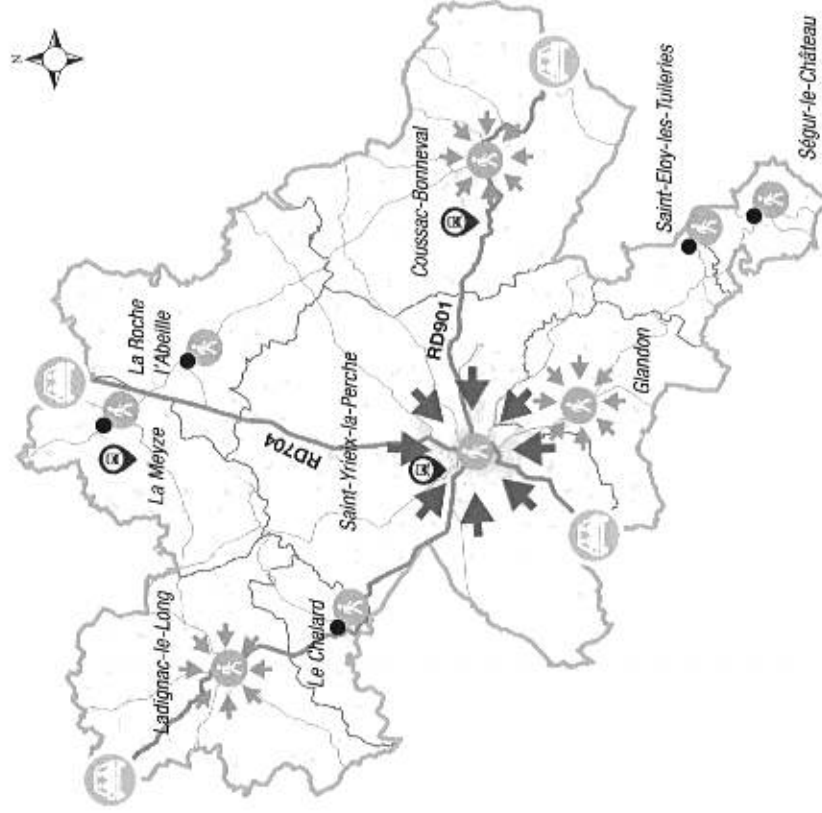 N
Ladignac-le-Long
Le Chalard
La Meyze
La Roche
l'Abeille
RD704
Saint-Yrieix-la-Perche
Coussac-Bonneval
RD901
Glandon
Saint-Eloy-les-Tuileries
Ségur-le-Château